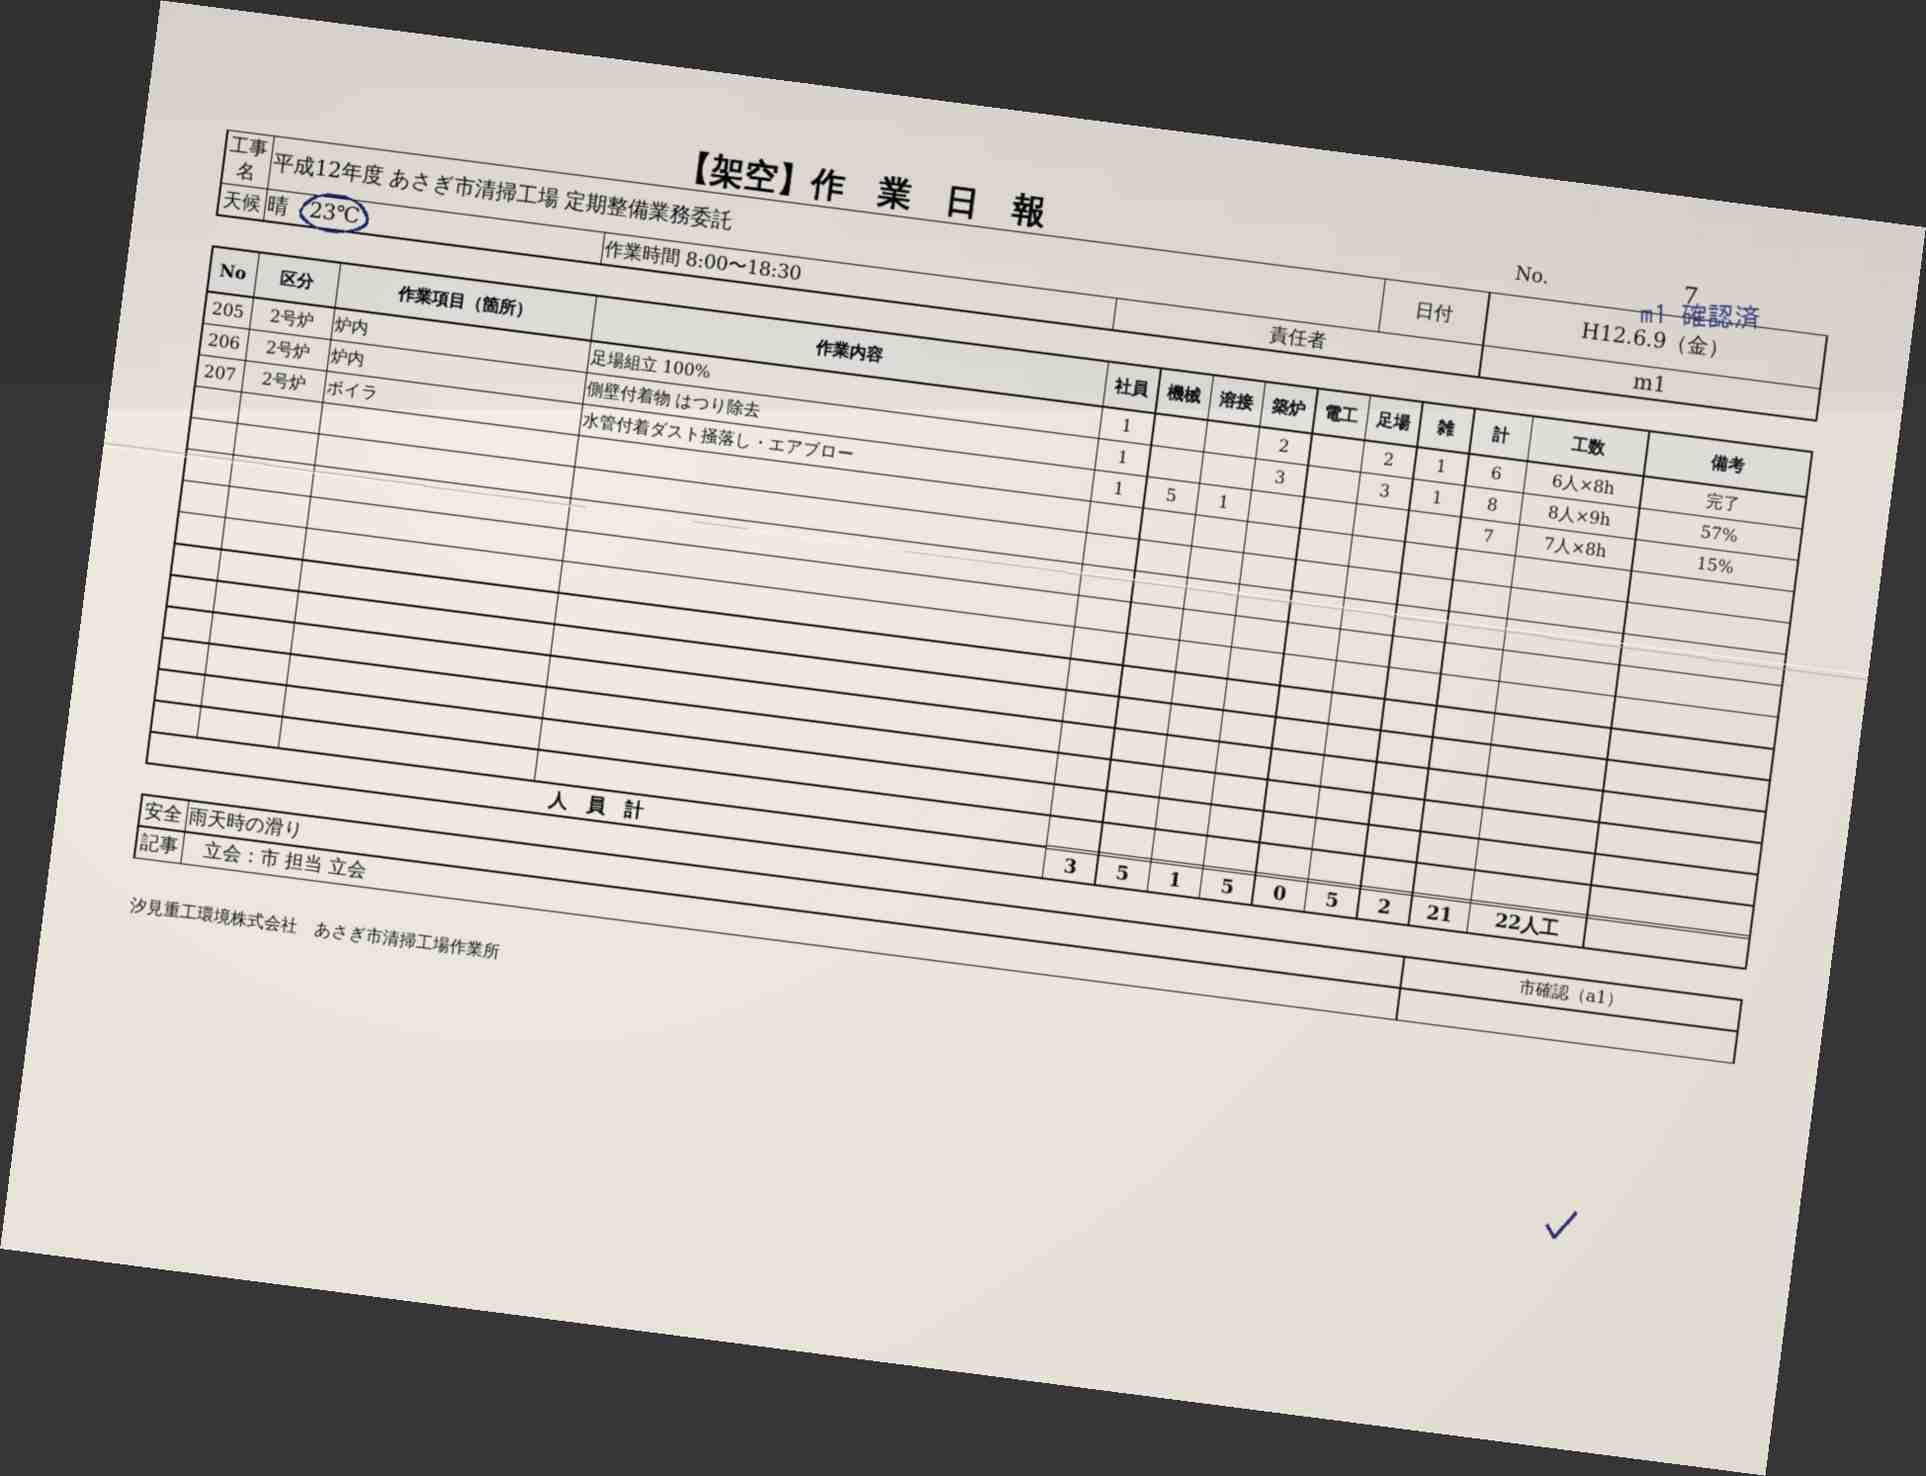 【架空】作 業 日 報
No. 7
m1 確認済
工事名 平成12年度 あさぎ市清掃工場 定期整備業務委託 日付 H12.6.9（金）
天候 晴 23℃ 作業時間 8:00〜18:30 責任者 m1
No 区分 作業項目（箇所） 作業内容 社員 機械 溶接 築炉 電工 足場 雑 計 工数 備考
205 2号炉 炉内 足場組立 100% 1 2 2 1 6 6人×8h 完了
206 2号炉 炉内 側壁付着物 はつり除去 1 3 3 1 8 8人×9h 57%
207 2号炉 ボイラ 水管付着ダスト掻落し・エアブロー 1 5 1 7 7人×8h 15%
人 員 計 3 5 1 5 0 5 2 21 22人工
安全 雨天時の滑り 市確認（a1）
記事 立会：市 担当 立会
汐見重工環境株式会社 あさぎ市清掃工場作業所